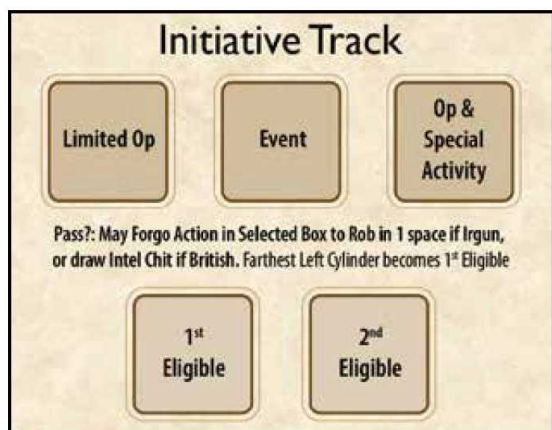 Initiative Track
Limited Op
Event
Op &
Special
Activity
Pass?: May Forgo Action in Selected Box to Rob in 1 space if Irgun,
or draw Intel Chit if British. Farthest Left Cylinder becomes 1st Eligible
1st
Eligible
2nd
Eligible